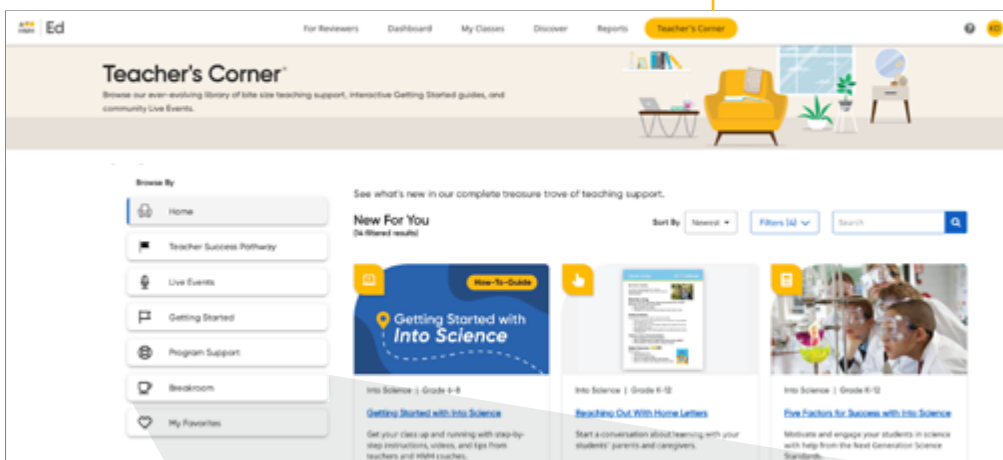 HMH Ed
For Reviewers Dashboard My Classes Discover Reports Teacher's Corner
RD
Teacher's Corner™
Browse our ever-evolving library of bite size teaching support, interactive Getting Started guides, and
community Live Events.
Browse By
Home
Teacher Success Pathway
Live Events
Getting Started
Program Support
Breakroom
My Favorites
See what's new in our complete treasure trove of teaching support.
New For You
(14 filtered results)
Sort By Newest
Filters (4)
Search
How-To-Guide
Getting Started with
Into Science
Into Science | Grade 6-8
Getting Started with Into Science
Get your class up and running with step-by-
step instructions, videos, and tips from
teachers and HMH coaches.
Into Science | Grade K-12
Reaching Out With Home Letters
Start a conversation about learning with your
students' parents and caregivers.
Into Science | Grade K-12
Five Factors for Success with Into Science
Motivate and engage your students in science
with help from the Next Generation Science
Standards.